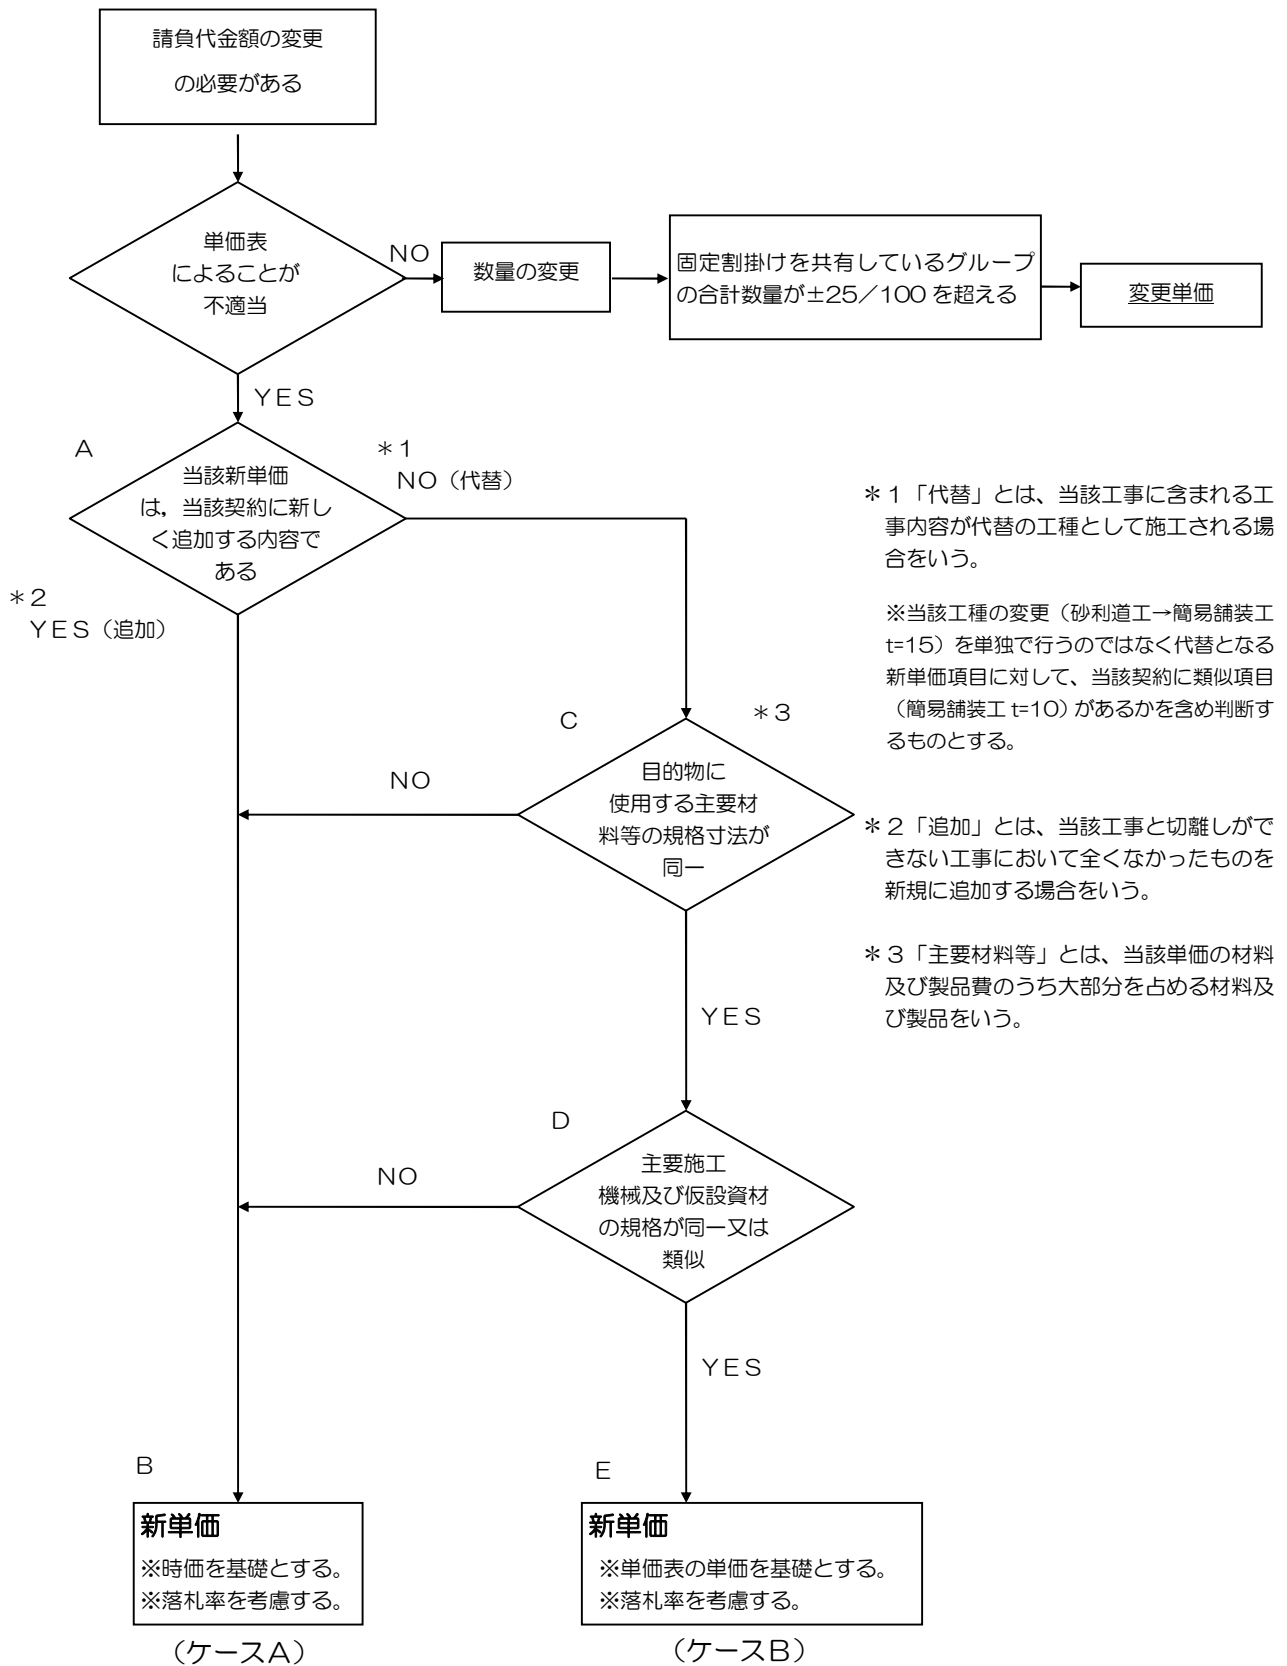 請負代金額の変更
の必要がある
単価表
によることが
不適当
NO
数量の変更
固定割掛けを共有しているグループ
の合計数量が±25／100を超える
変更単価
YES
A
＊1
NO（代替）
当該新単価
は，当該契約に新し
く追加する内容で
ある
＊2
YES（追加）
＊1「代替」とは、当該工事に含まれる工
事内容が代替の工種として施工される場
合をいう。
※当該工種の変更（砂利道工→簡易舗装工
t=15）を単独で行うのではなく代替となる
新単価項目に対して、当該契約に類似項目
（簡易舗装工 t=10）があるかを含め判断す
るものとする。
C
＊3
NO
目的物に
使用する主要材
料等の規格寸法が
同一
＊2「追加」とは、当該工事と切離しがで
きない工事において全くなかったものを
新規に追加する場合をいう。
＊3「主要材料等」とは、当該単価の材料
及び製品費のうち大部分を占める材料及
び製品をいう。
YES
D
NO
主要施工
機械及び仮設資材
の規格が同一又は
類似
YES
B
新単価
※時価を基礎とする。
※落札率を考慮する。
（ケースA）
E
新単価
※単価表の単価を基礎とする。
※落札率を考慮する。
（ケースB）